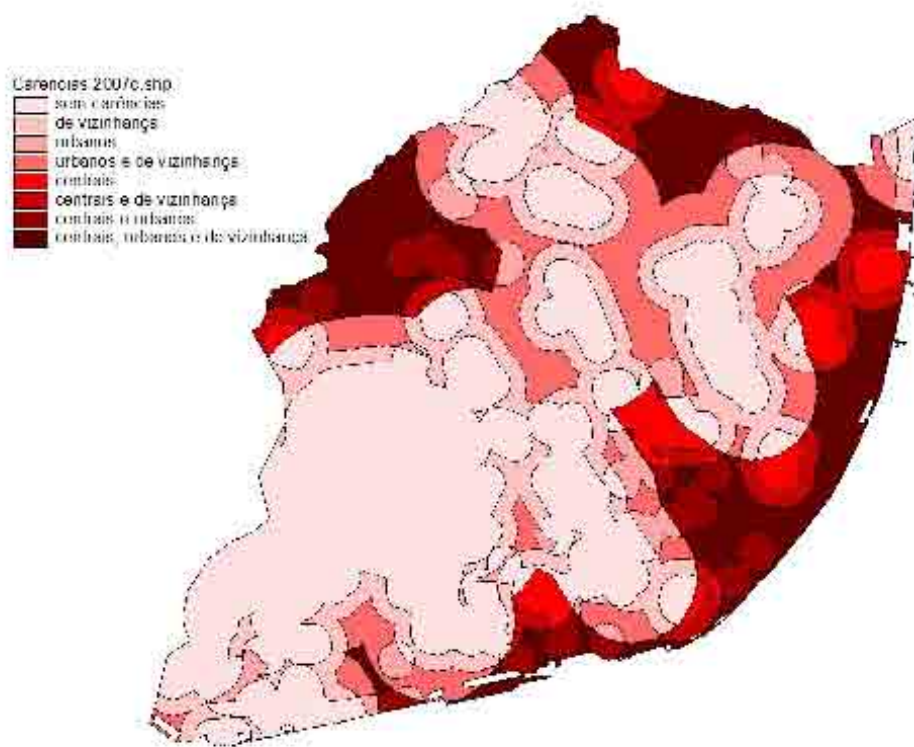 Carências 2007c.shp
sem carências
de vizinhança
urbanos
urbanos e de vizinhança
centrais
centrais e de vizinhança
centrais e urbanos
centrais, urbanos e de vizinhança